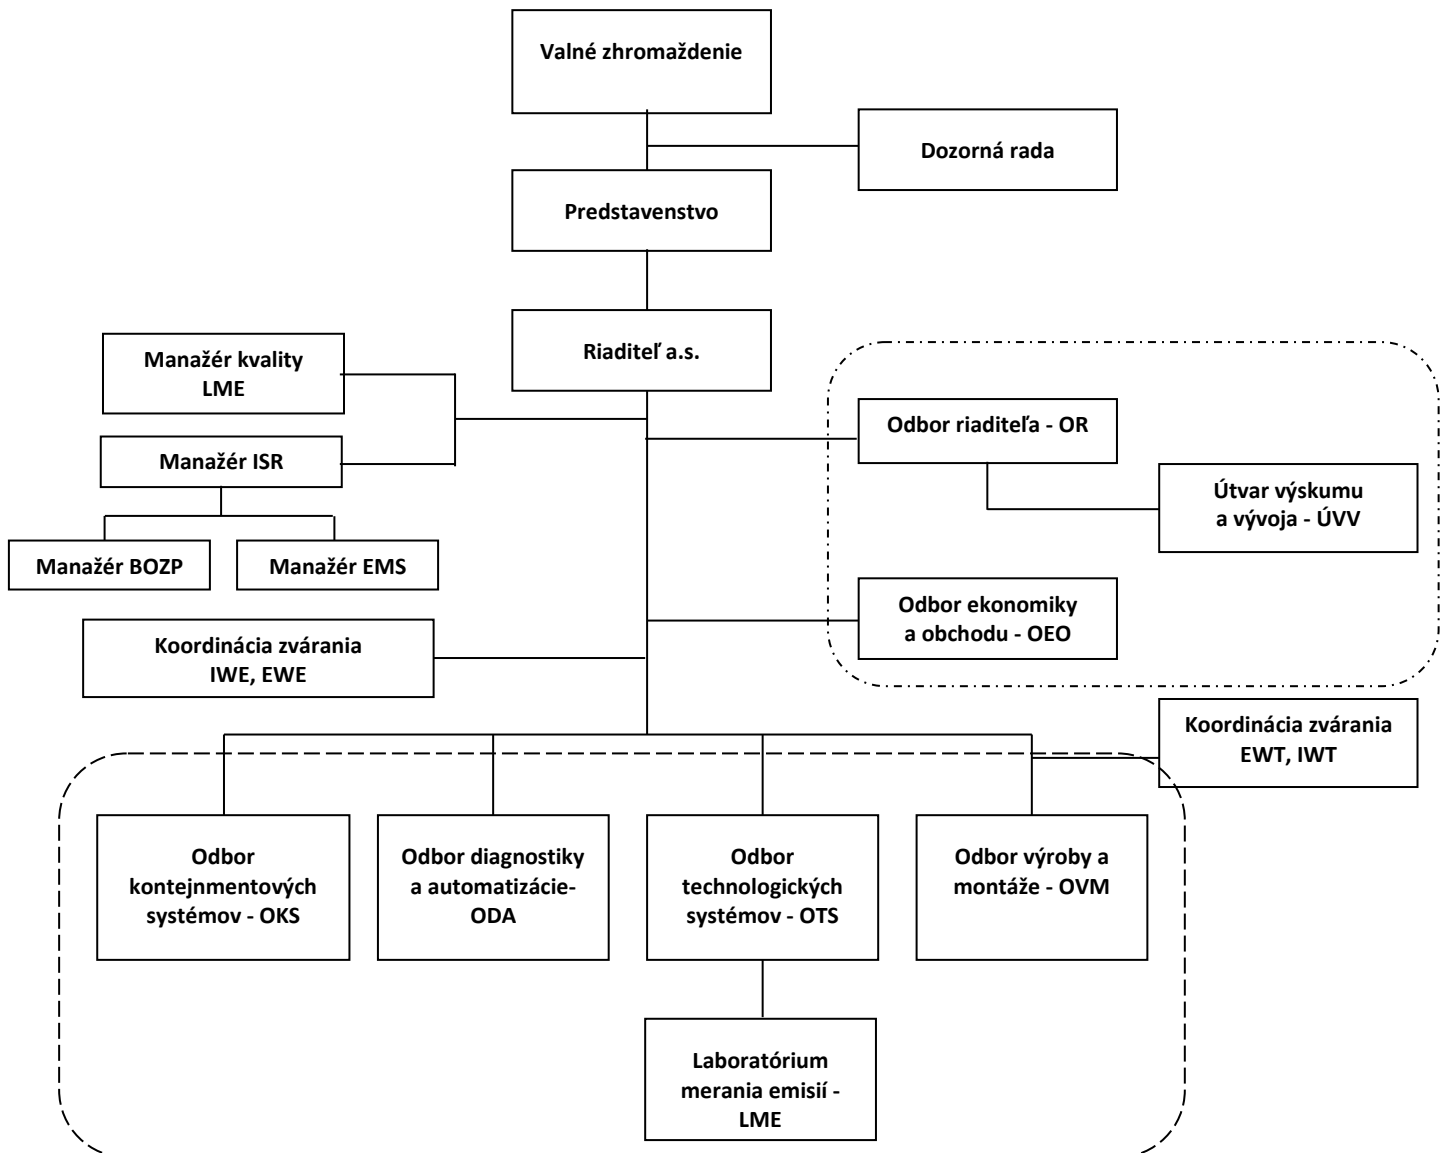 Valné zhromaždenie
Dozorná rada
Predstavenstvo
Riaditeľ a.s.
Manažér kvality
LME
Manažér ISR
Manažér BOZP
Manažér EMS
Odbor riaditeľa - OR
Útvar výskumu
a vývoja - ÚVV
Odbor ekonomiky
a obchodu - OEO
Koordinácia zvárania
IWE, EWE
Koordinácia zvárania
EWT, IWT
Odbor
kontejnmentových
systémov - OKS
Odbor diagnostiky
a automatizácie-
ODA
Odbor
technologických
systémov - OTS
Odbor výroby a
montáže - OVM
Laboratórium
merania emisií -
LME